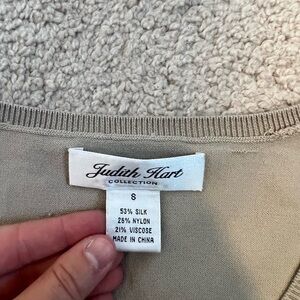 Judith Hart
COLLECTION
S
53% SILK
26% NYLON
21% VISCOSE
MADE IN CHINA